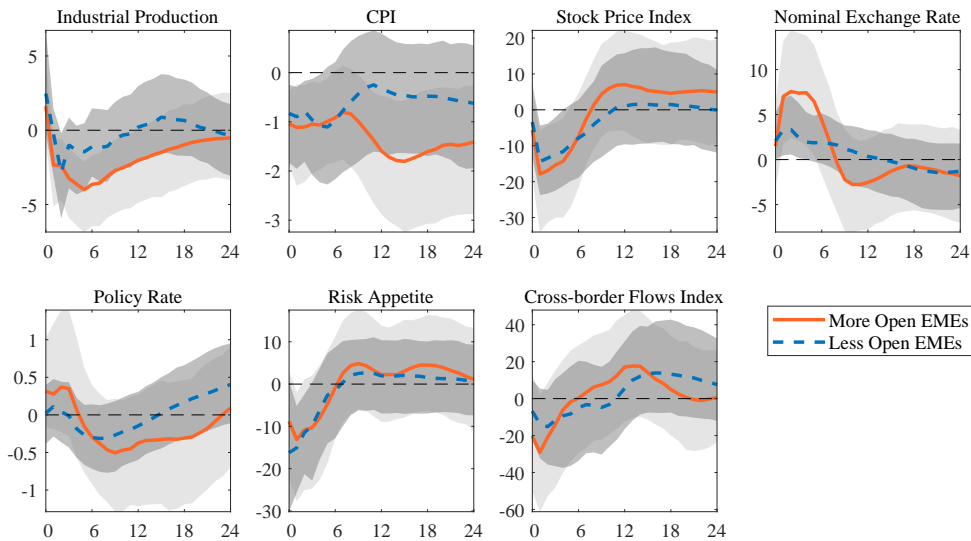 Industrial Production
CPI
Stock Price Index
Nominal Exchange Rate
5
0
-5
0 6 12 18 24
0
-1
-2
-3
0 6 12 18 24
20
10
0
-10
-20
-30
0 6 12 18 24
10
5
0
-5
0 6 12 18 24
Policy Rate
Risk Appetite
Cross-border Flows Index
1
0.5
0
-0.5
-1
0 6 12 18 24
10
0
-10
-20
-30
0 6 12 18 24
40
20
0
-20
-40
-60
0 6 12 18 24
More Open EMEs
Less Open EMEs